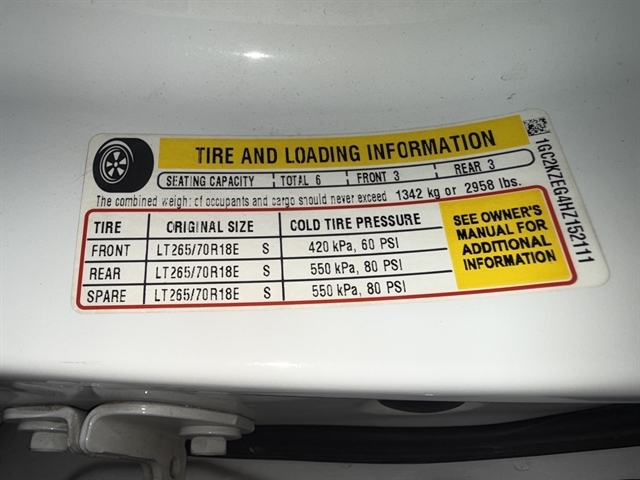 TIRE AND LOADING INFORMATION
SEATING CAPACITY TOTAL 6 FRONT 3 REAR 3
The combined weight of occupants and cargo should never exceed 1342 kg or 2958 lbs.
TIRE ORIGINAL SIZE COLD TIRE PRESSURE
FRONT LT265/70R18E S 420 kPa, 60 PSI
REAR LT265/70R18E S 550 kPa, 80 PSI
SPARE LT265/70R18E S 550 kPa, 80 PSI
SEE OWNER'S
MANUAL FOR
ADDITIONAL
INFORMATION
1GC2KZEG4HZ152111